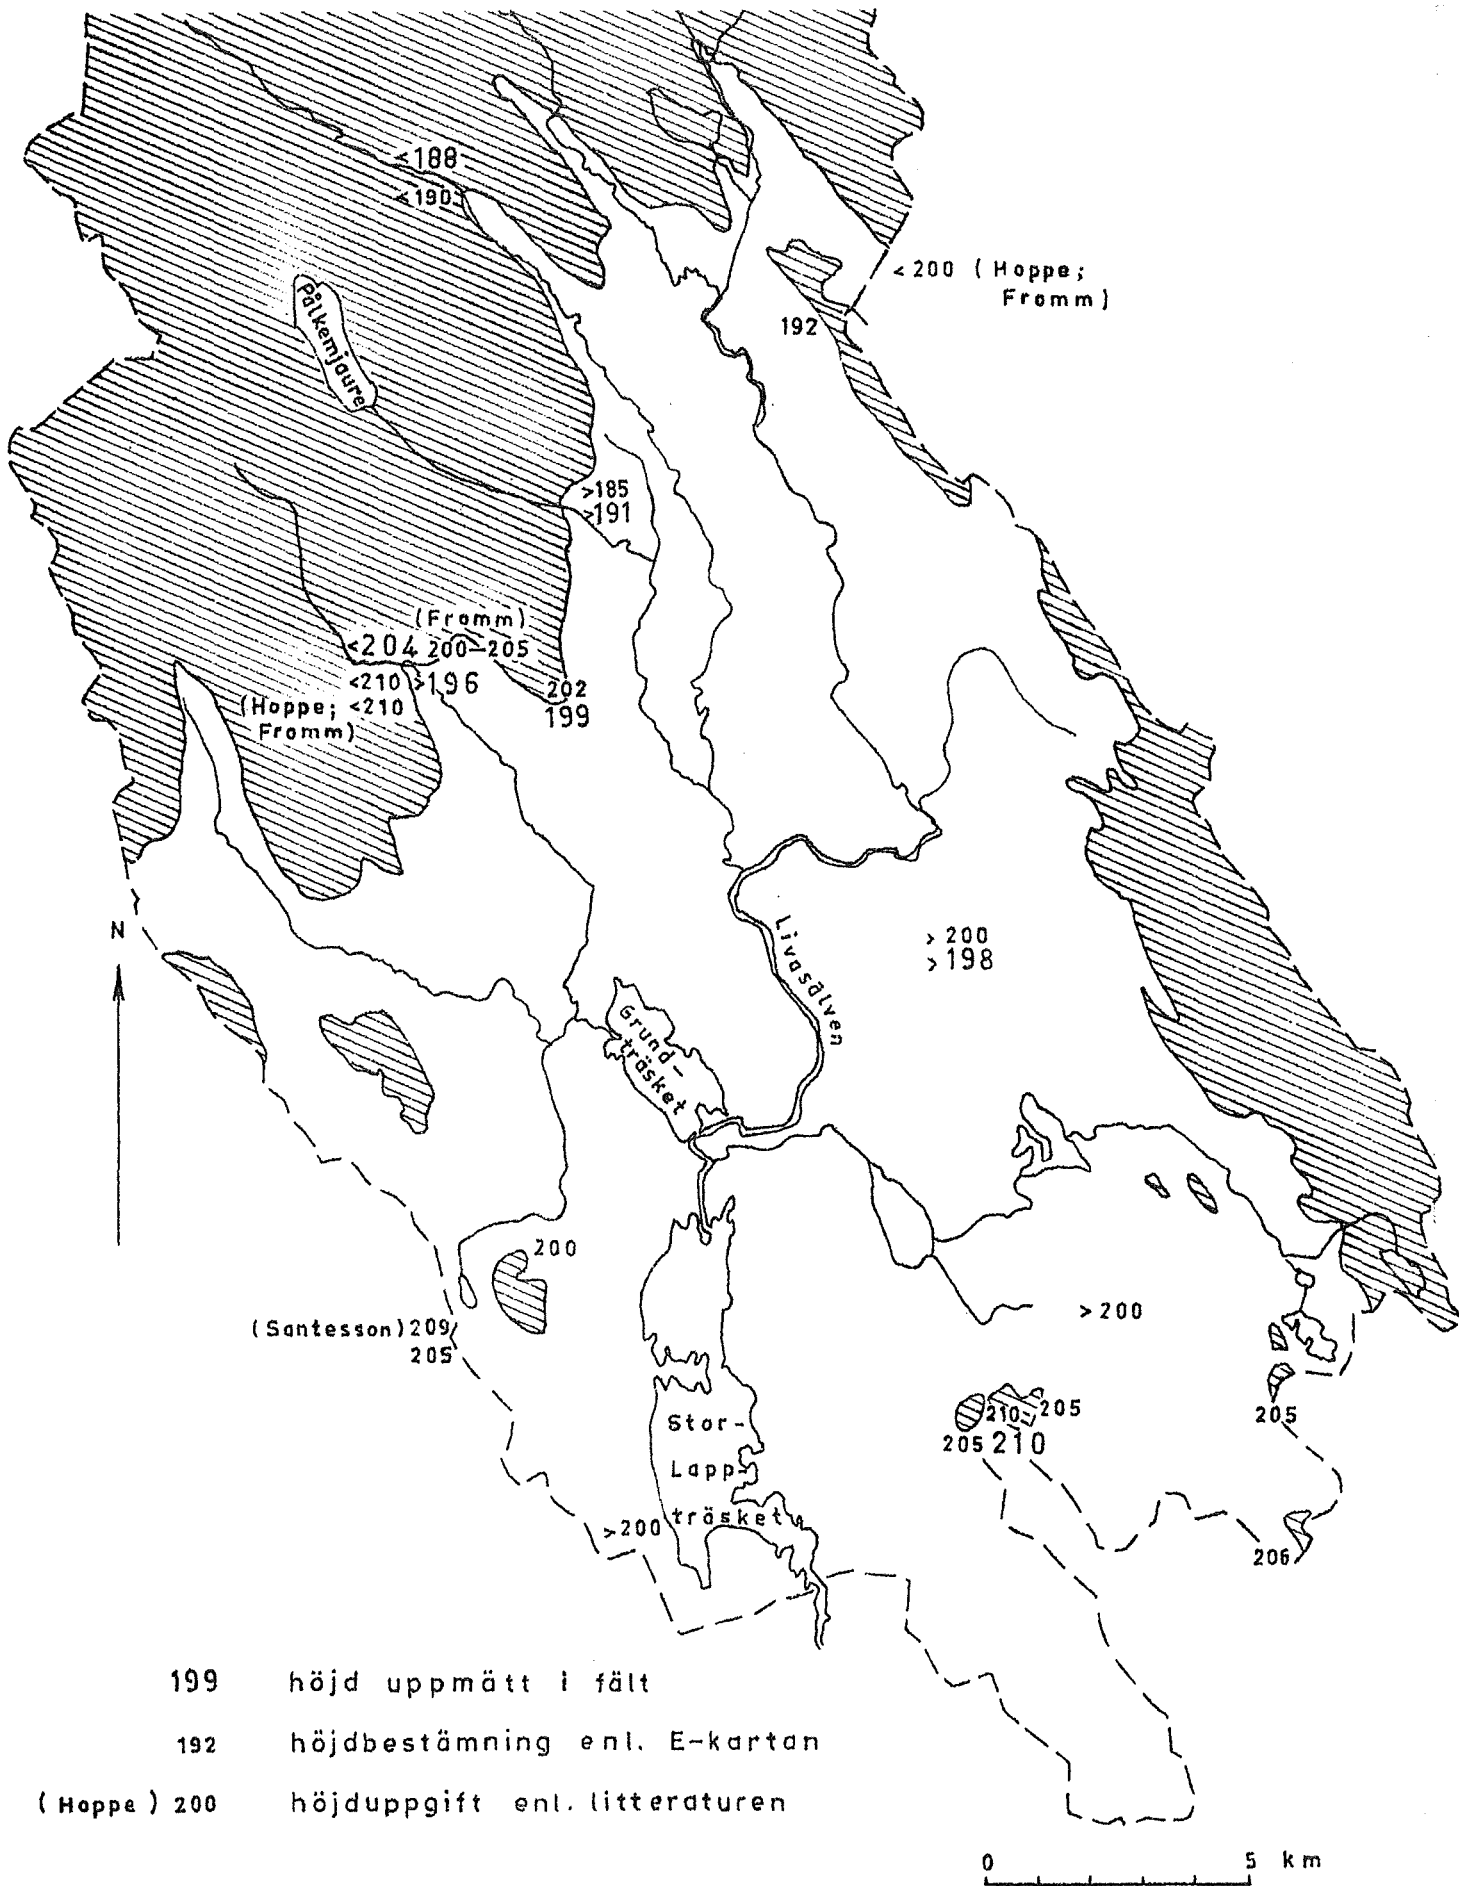 <188
<190
Pålkemjaure
<200 (Hoppe;
Fromm)
192
>185
>191
(Fromm)
<204 200-205
<210 >196
(Hoppe; <210
Fromm)
202
199
N
>200
>198
Livasälven
Grund-
träsket
200
(Santesson) 209
205
>200
210- 205
205 210
205
Stor-
Lapp-
träsket
>200
206
199 höjd uppmätt i fält
192 höjdbestämning enl. E-kartan
(Hoppe) 200 höjduppgift enl. litteraturen
0 5 km